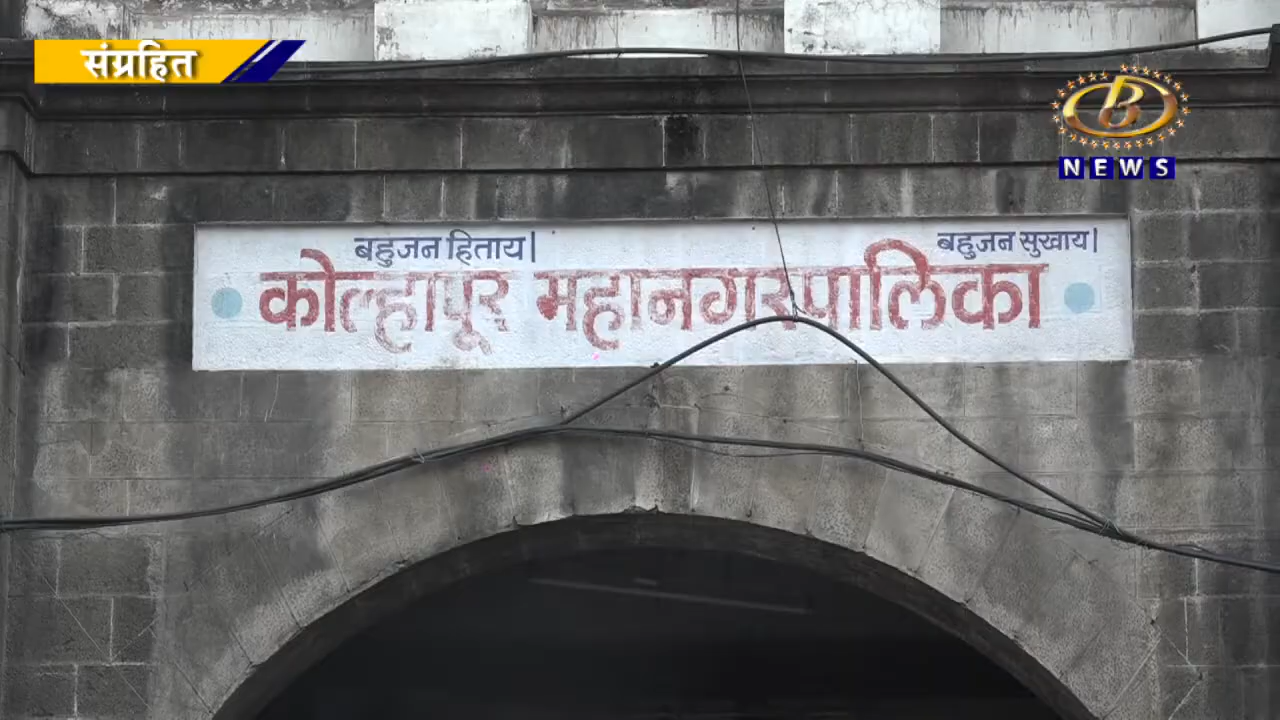 संग्रहित
B
NEWS
बहुजन हिताय। बहुजन सुखाय।
कोल्हापूर महानगरपालिका